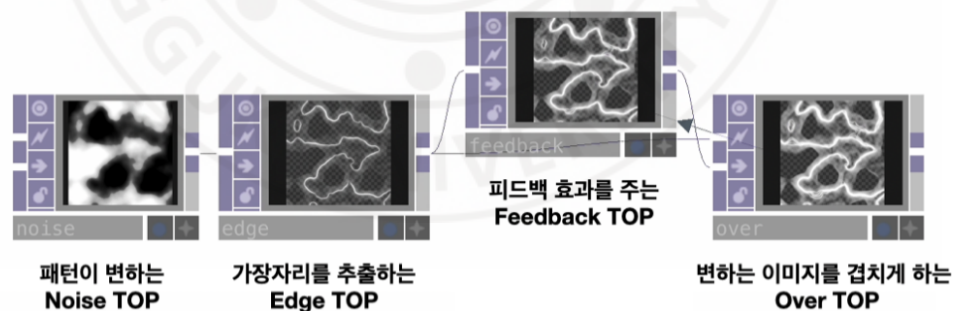 noise
패턴이 변하는
Noise TOP
edge
가장자리를 추출하는
Edge TOP
feedback
피드백 효과를 주는
Feedback TOP
over
변하는 이미지를 겹치게 하는
Over TOP